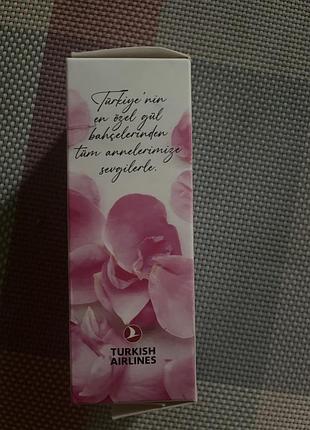 Türkiye'nin
en özel gül
bahçelerinden
tüm annelerimize
sevgilerle.
TURKISH
AIRLINES